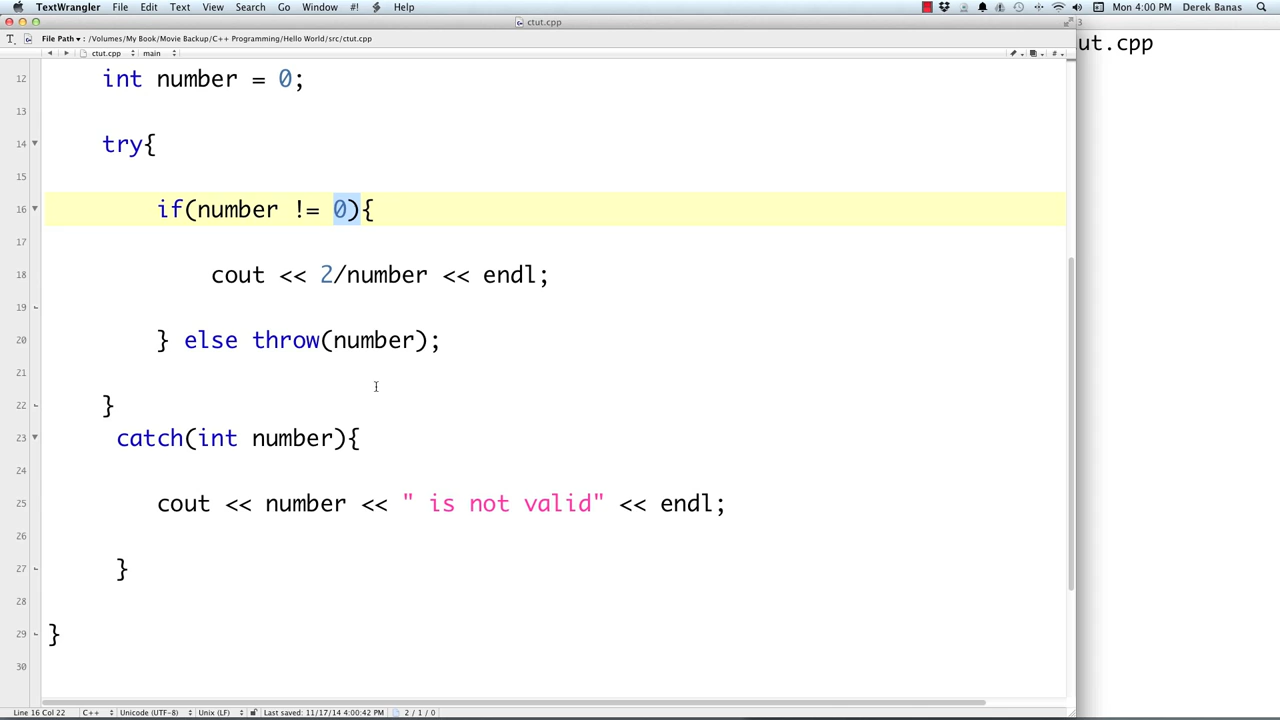 TextWrangler File Edit Text View Search Go Window #! Help Mon 4:00 PM Derek Banas
ctut.cpp
File Path ▾ : /Volumes/My Book/Movie Backup/C++ Programming/Hello World/src/ctut.cpp
ctut.cpp main
ut.cpp
12 int number = 0;
13
14 try{
15
16 if(number != 0){
17
18 cout << 2/number << endl;
19
20 } else throw(number);
21
22 }
23 catch(int number){
24
25 cout << number << " is not valid" << endl;
26
27 }
28
29 }
30
Line 16 Col 22 C++ Unicode (UTF-8) Unix (LF) Last saved: 11/17/14 4:00:42 PM 2 / 1 / 0